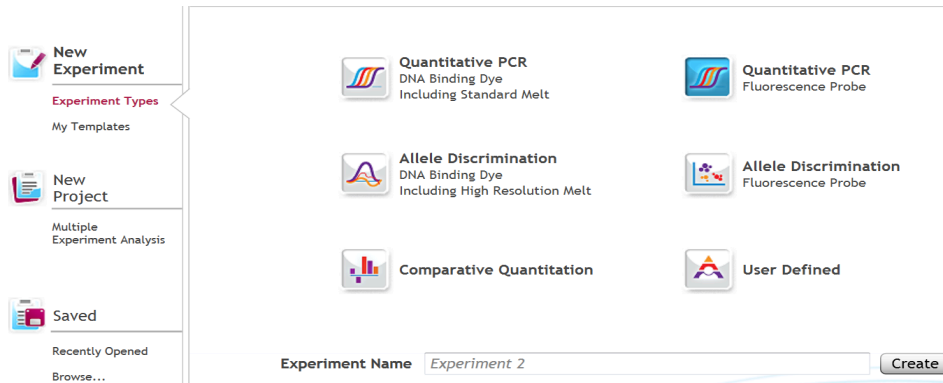 New
Experiment
Experiment Types
My Templates
New
Project
Multiple
Experiment Analysis
Saved
Recently Opened
Browse...
Quantitative PCR
DNA Binding Dye
Including Standard Melt
Quantitative PCR
Fluorescence Probe
Allele Discrimination
DNA Binding Dye
Including High Resolution Melt
Allele Discrimination
Fluorescence Probe
Comparative Quantitation
User Defined
Experiment Name Experiment 2 Create